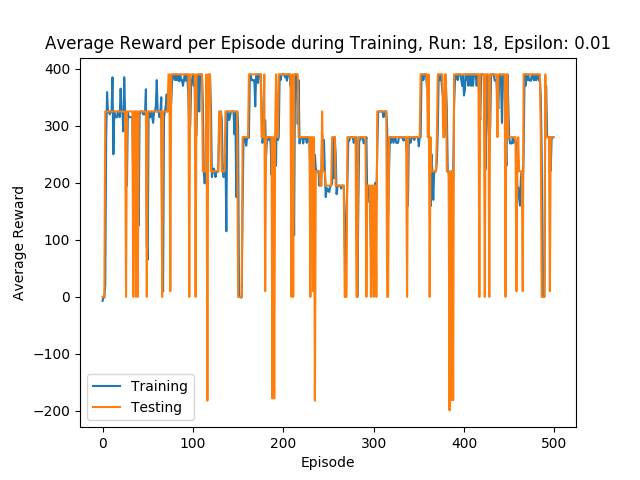 Average Reward per Episode during Training, Run: 18, Epsilon: 0.01
400
300
200
100
0
−100
−200
Average Reward
Training
Testing
0 100 200 300 400 500
Episode